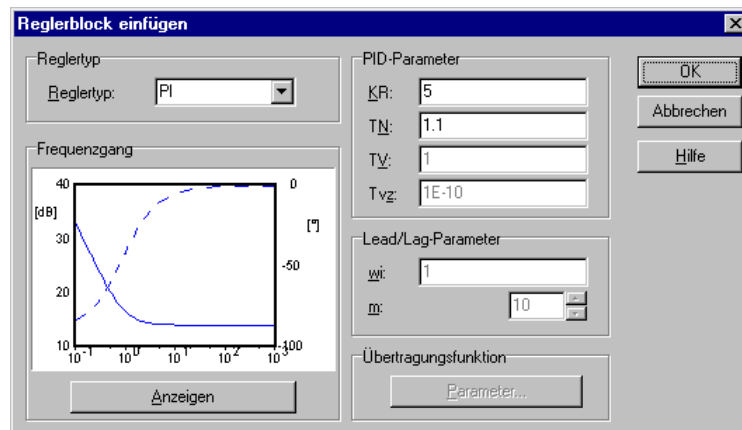 Reglerblock einfügen
Reglertyp
Reglertyp: PI
Frequenzgang
40
[dB]
30
20
10
0
[°]
-50
-100
10^-1 10^0 10^1 10^2 10^3
Anzeigen
PID-Parameter
KR: 5
TN: 1.1
TV: 1
Tvz: 1E-10
Lead/Lag-Parameter
wi: 1
m: 10
Übertragungsfunktion
Parameter...
OK
Abbrechen
Hilfe